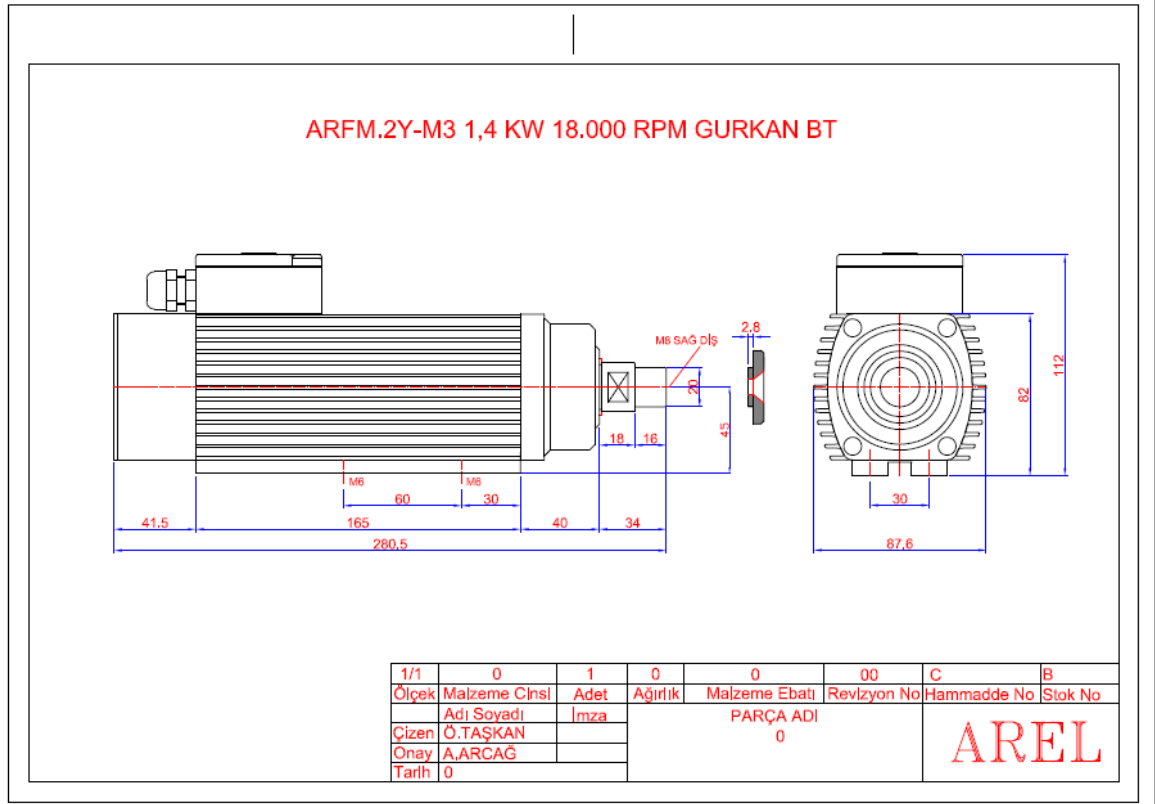 ARFM.2Y-M3 1,4 KW 18.000 RPM GURKAN BT
M8 SAĞ DİŞ
2.8
20
45
18
16
M6
M6
60
30
41.5
165
40
34
280.5
82
112
30
87.6
1/1 0 1 0 0 00 C B
Ölçek Malzeme Cinsi Adet Ağırlık Malzeme Ebatı Revizyon No Hammadde No Stok No
Adı Soyadı İmza PARÇA ADI
Çizen Ö.TAŞKAN 0
Onay A.ARCAĞ
Tarih 0
AREL